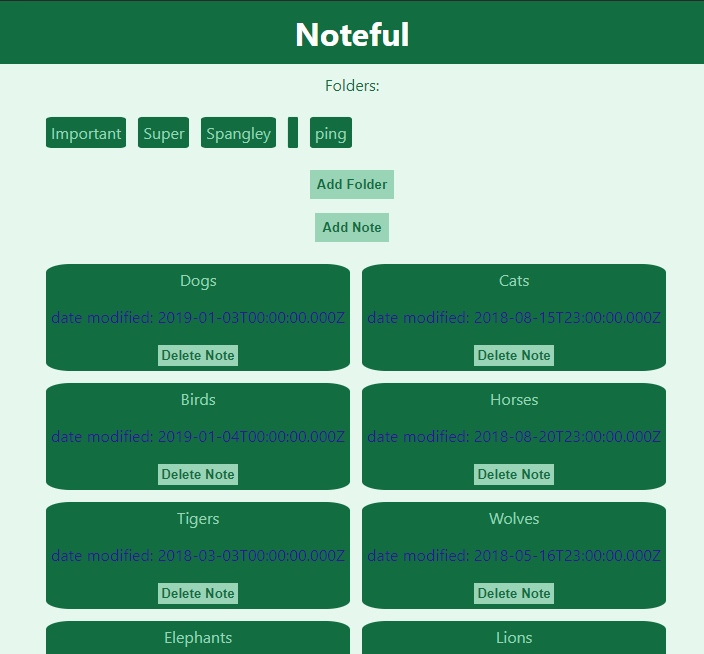 Noteful
Folders:
Important Super Spangley ping
Add Folder
Add Note
Dogs Cats
date modified: 2019-01-03T00:00:00.000Z date modified: 2018-08-15T23:00:00.000Z
Delete Note Delete Note
Birds Horses
date modified: 2019-01-04T00:00:00.000Z date modified: 2018-08-20T23:00:00.000Z
Delete Note Delete Note
Tigers Wolves
date modified: 2018-03-03T00:00:00.000Z date modified: 2018-05-16T23:00:00.000Z
Delete Note Delete Note
Elephants Lions